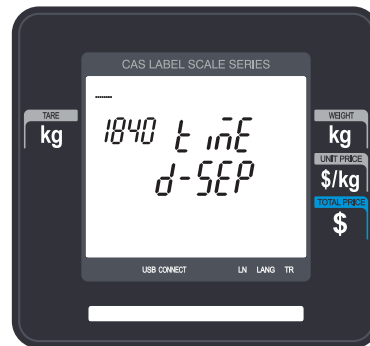 CAS LABEL SCALE SERIES
TARE
kg
1840 t inE
d-SEP
WEIGHT
kg
UNIT PRICE
$/kg
TOTAL PRICE
$
USB CONNECT LN LANG TR